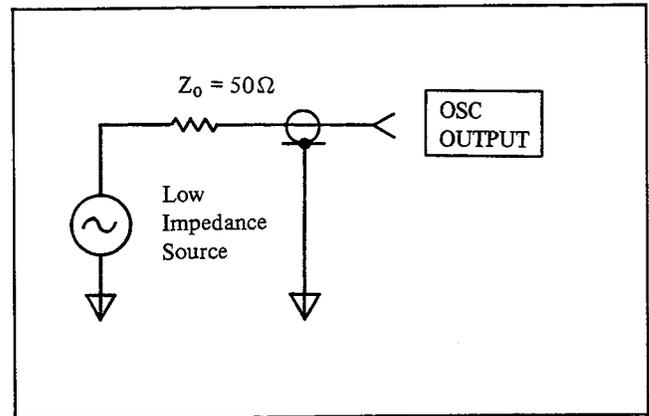 Z₀ = 50Ω
OSC
OUTPUT
Low
Impedance
Source